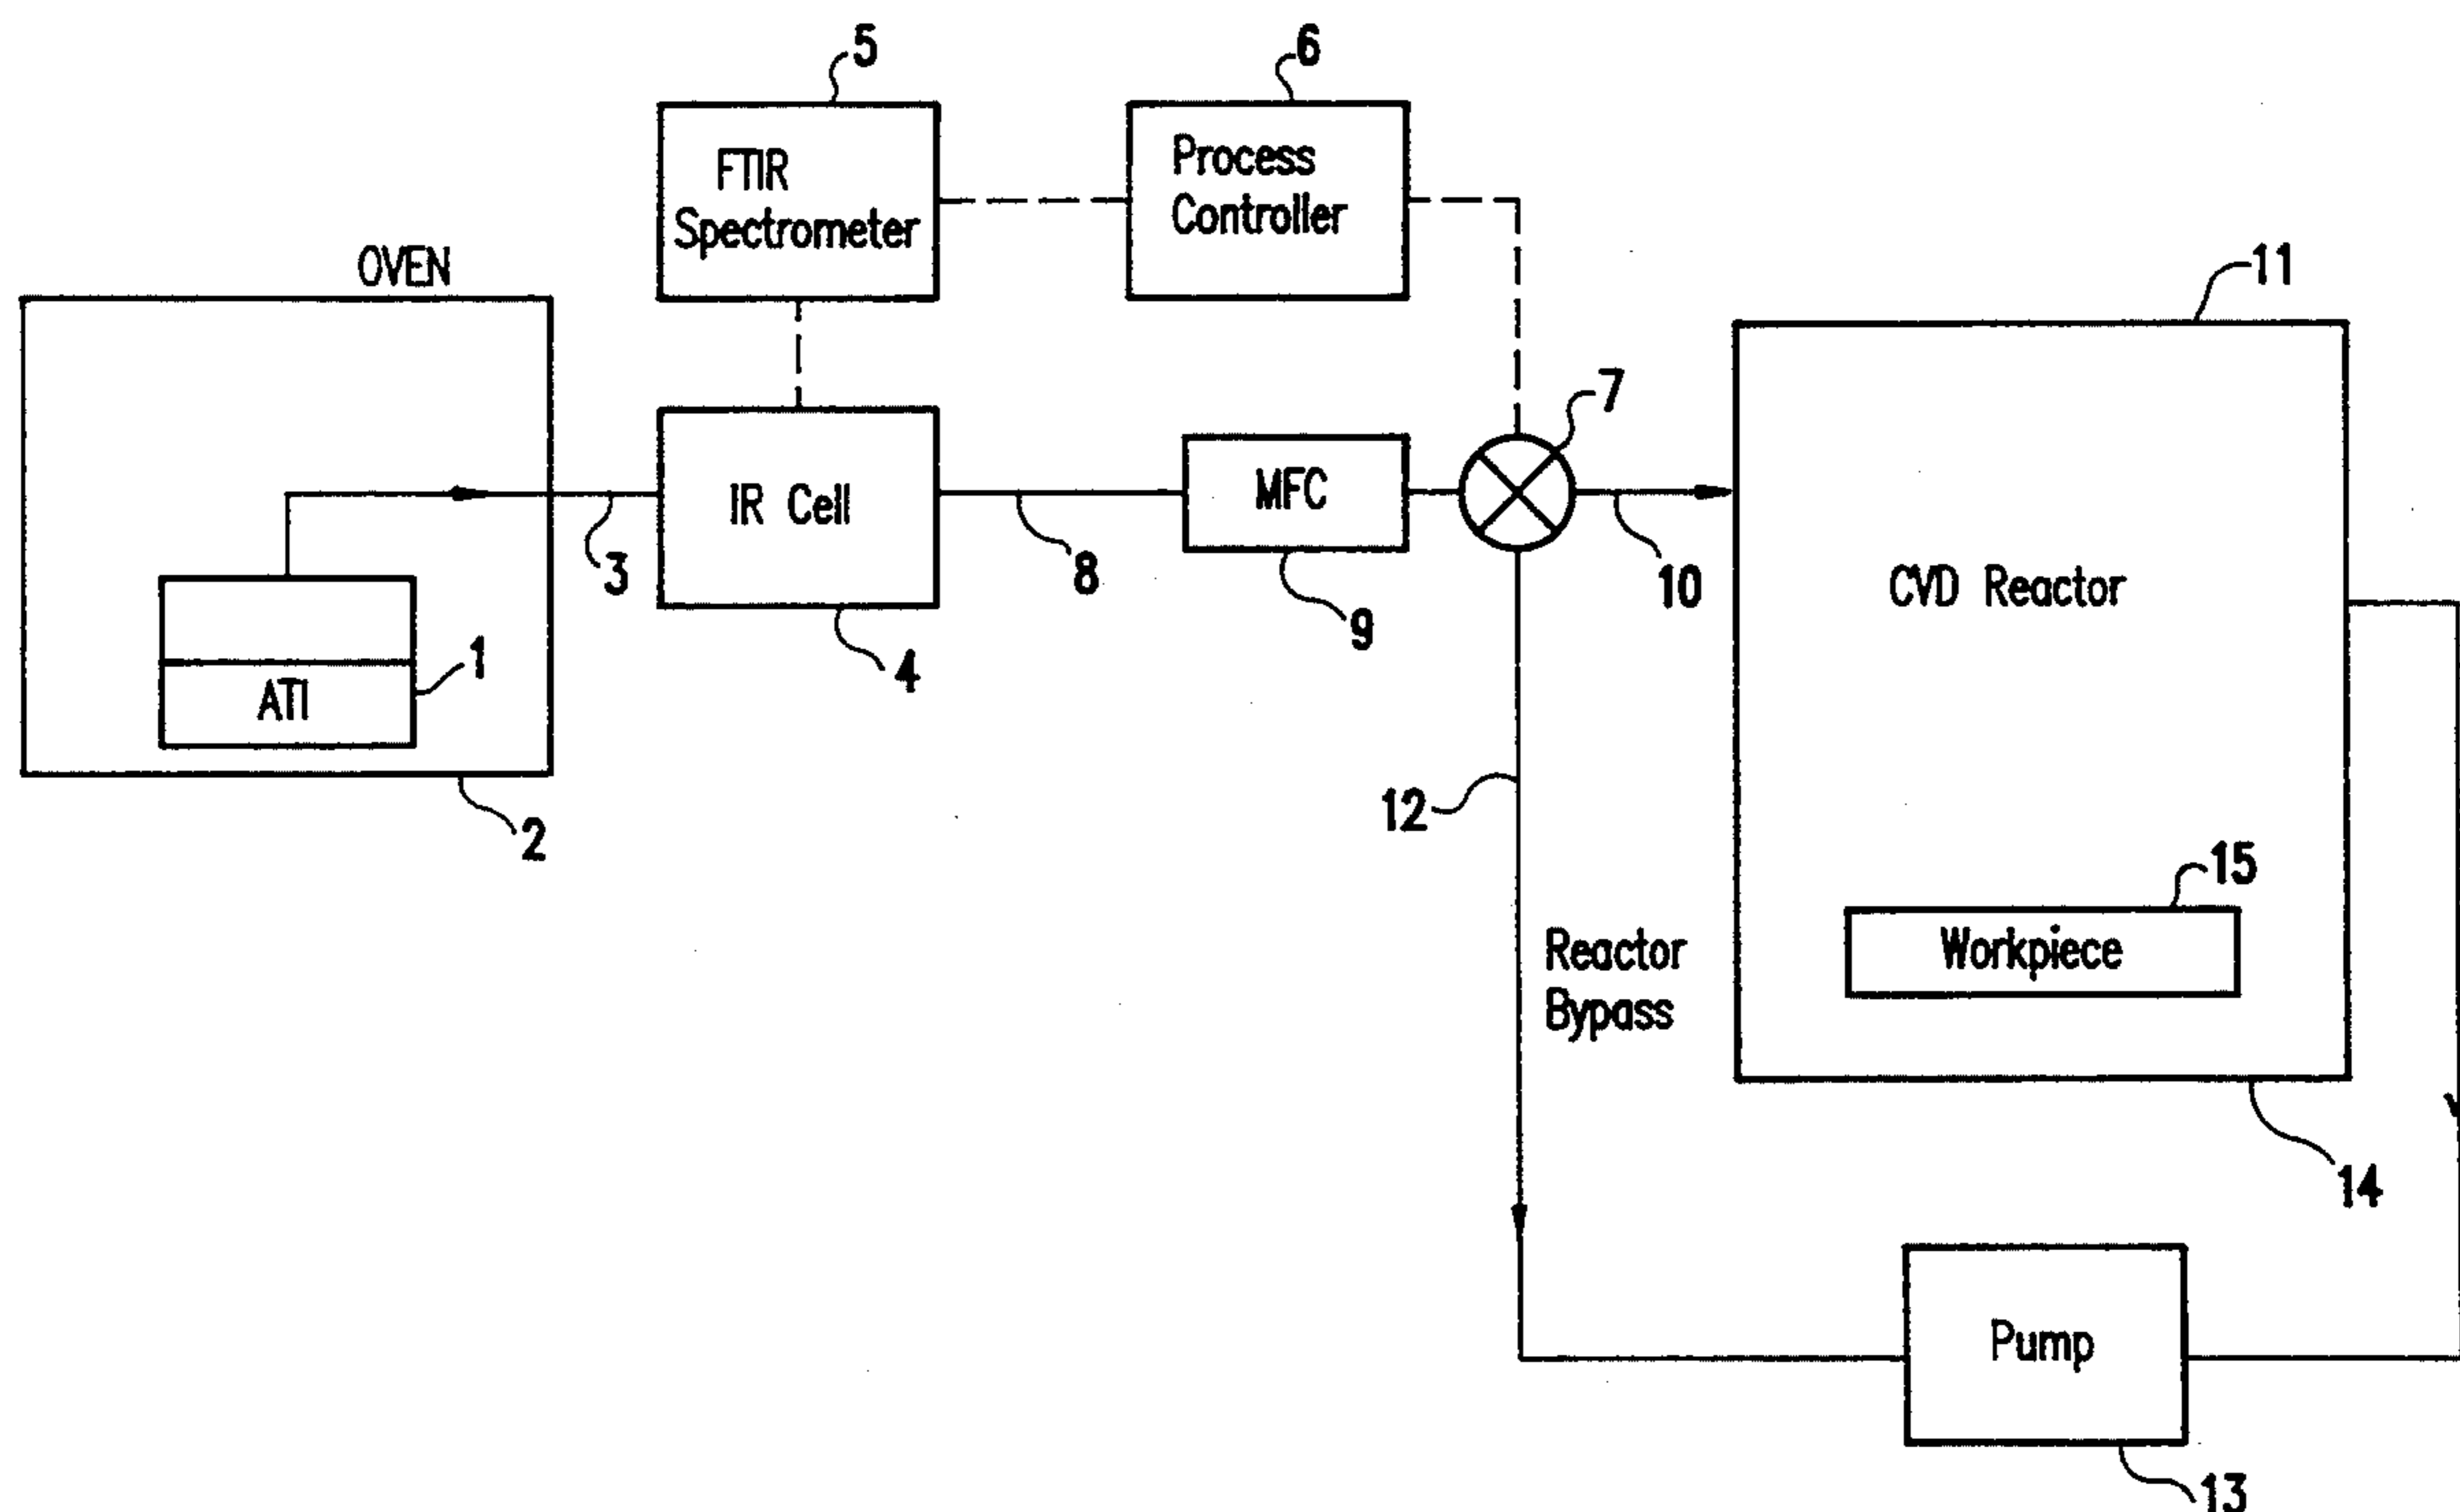 5
6
FTIR
Spectrometer
Process
Controller
OVEN
11
7
IR Cell
MFC
3
8
10
CVD Reactor
9
1
4
ATI
12
2
15
Reactor
Bypass
Workpiece
14
Pump
13